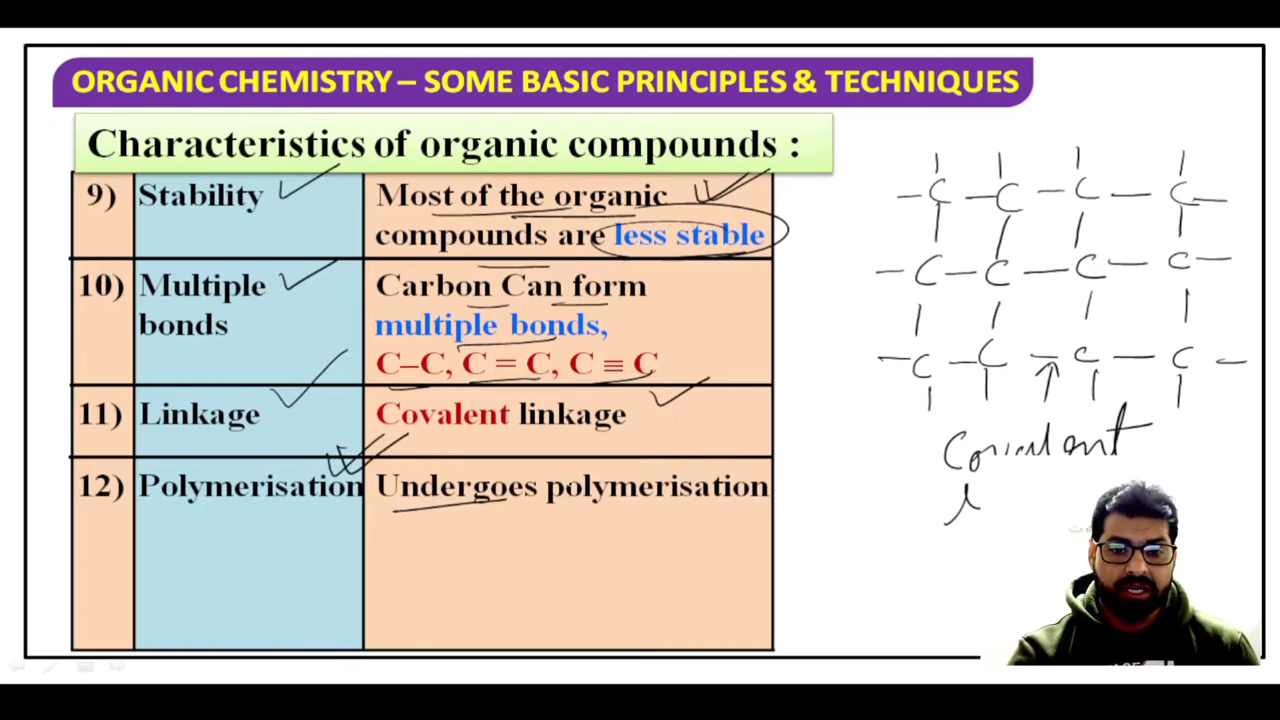 ORGANIC CHEMISTRY – SOME BASIC PRINCIPLES & TECHNIQUES
Characteristics of organic compounds :
9) Stability Most of the organic
compounds are less stable
10) Multiple Carbon Can form
bonds multiple bonds,
C–C, C = C, C ≡ C
11) Linkage Covalent linkage
12) Polymerisation Undergoes polymerisation
– C – C – C – C –
– C – C – C – C –
– C – C – C – C –
Covalent